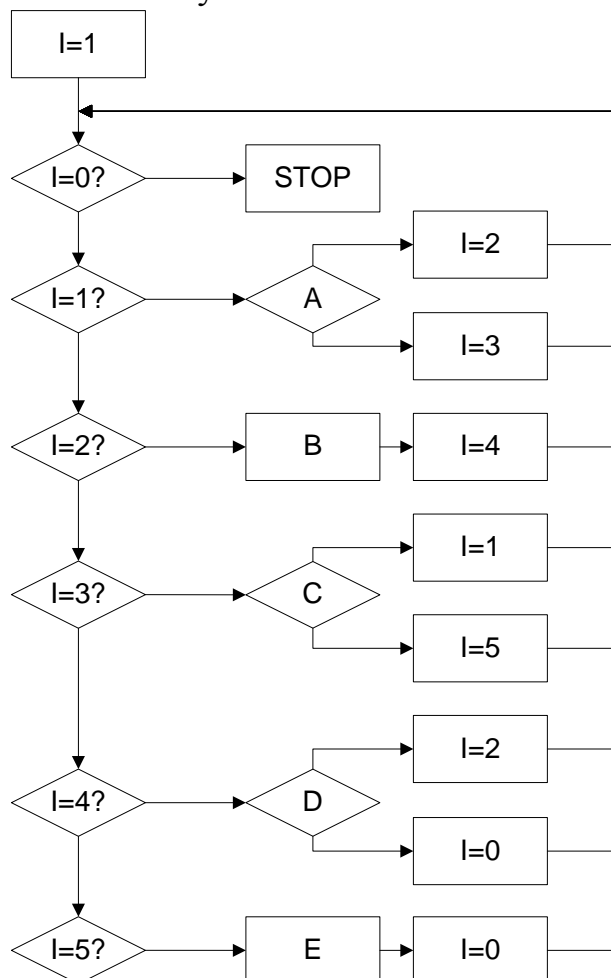 I=1
I=0?
STOP
I=1?
A
I=2
I=3
I=2?
B
I=4
I=3?
C
I=1
I=5
I=4?
D
I=2
I=0
I=5?
E
I=0